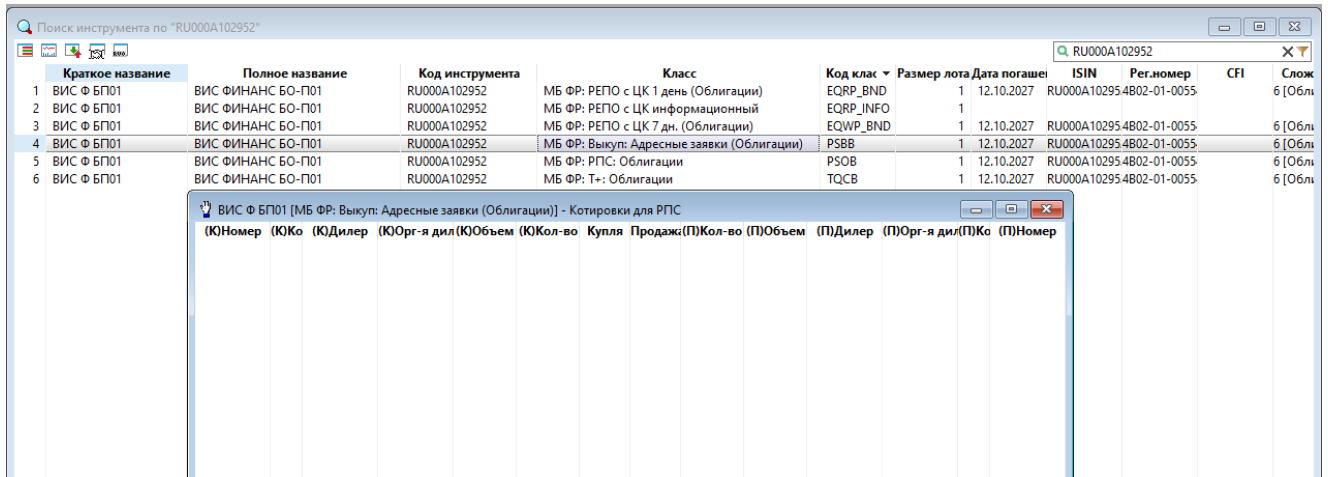 Поиск инструмента по "RU000A102952"
RU000A102952
Краткое название Полное название Код инструмента Класс Код клас Размер лота Дата погашен ISIN Рег.номер CFI Слож
1 ВИС Ф БП01 ВИС ФИНАНС БО-П01 RU000A102952 МБ ФР: РЕПО с ЦК 1 день (Облигации) EQRP_BND 1 12.10.2027 RU000A10295 4B02-01-0055 6 [Обли
2 ВИС Ф БП01 ВИС ФИНАНС БО-П01 RU000A102952 МБ ФР: РЕПО с ЦК информационный EQRP_INFO 1
3 ВИС Ф БП01 ВИС ФИНАНС БО-П01 RU000A102952 МБ ФР: РЕПО с ЦК 7 дн. (Облигации) EQWP_BND 1 12.10.2027 RU000A10295 4B02-01-0055 6 [Обли
4 ВИС Ф БП01 ВИС ФИНАНС БО-П01 RU000A102952 МБ ФР: Выкуп: Адресные заявки (Облигации) PSBB 1 12.10.2027 RU000A10295 4B02-01-0055 6 [Обли
5 ВИС Ф БП01 ВИС ФИНАНС БО-П01 RU000A102952 МБ ФР: РПС: Облигации PSOB 1 12.10.2027 RU000A10295 4B02-01-0055 6 [Обли
6 ВИС Ф БП01 ВИС ФИНАНС БО-П01 RU000A102952 МБ ФР: Т+: Облигации TQCB 1 12.10.2027 RU000A10295 4B02-01-0055 6 [Обли
ВИС Ф БП01 [МБ ФР: Выкуп: Адресные заявки (Облигации)] - Котировки для РПС
(К)Номер (К)Ко (К)Дилер (К)Орг-я дил (К)Объем (К)Кол-во Купля Продажа (П)Кол-во (П)Объем (П)Дилер (П)Орг-я дил (П)Ко (П)Номер